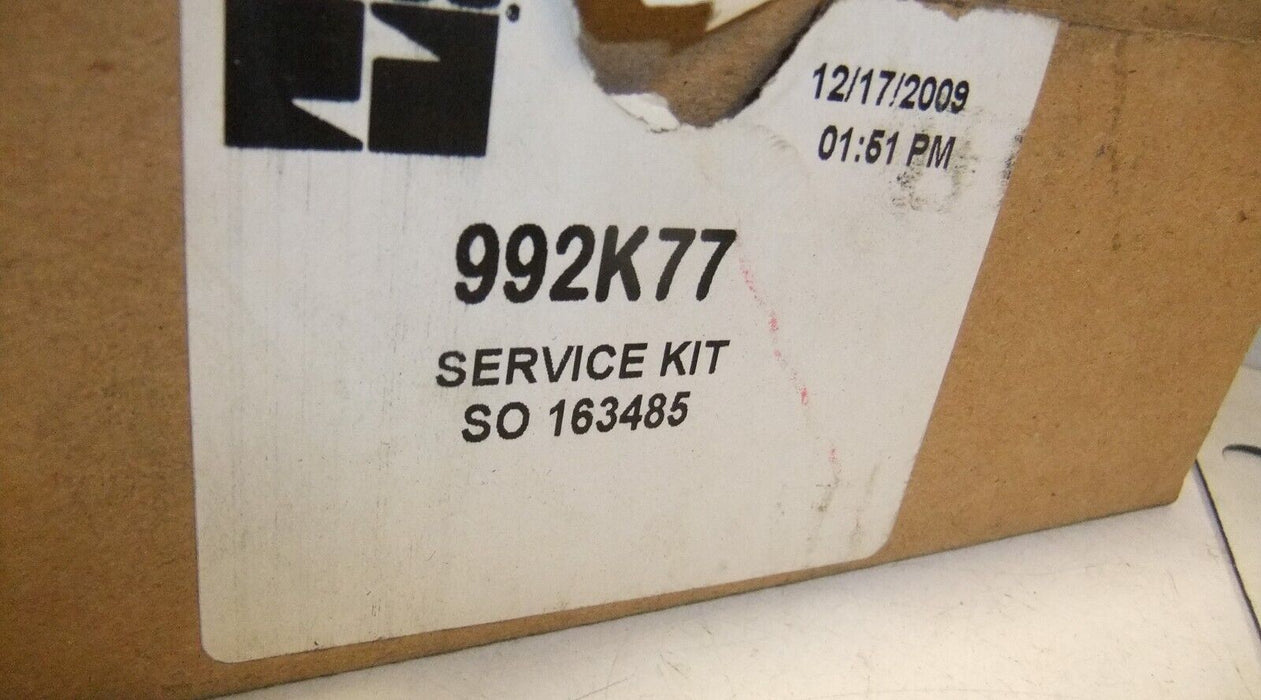 12/17/2009
01:51 PM
992K77
SERVICE KIT
SO 163485